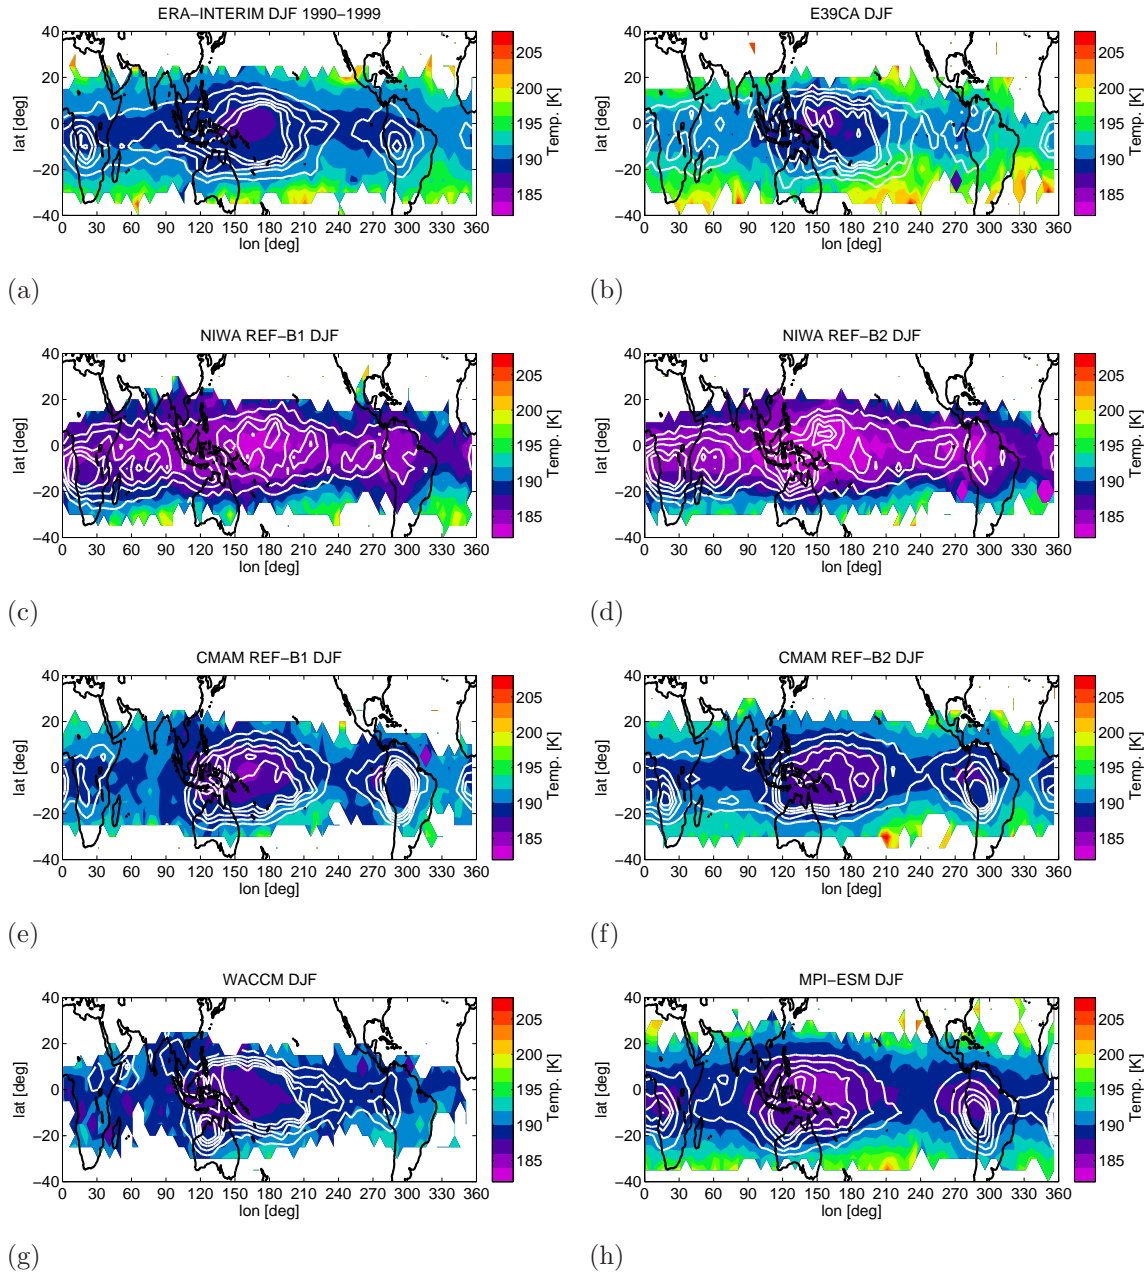 ERA−INTERIM DJF 1990−1999
40
20
0
−20
−40
lat [deg]
0 30 60 90 120 150 180 210 240 270 300 330 360
lon [deg]
205
200
195
190
185
Temp. [K]
(a)
E39CA DJF
40
20
0
−20
−40
lat [deg]
0 30 60 90 120 150 180 210 240 270 300 330 360
lon [deg]
205
200
195
190
185
Temp. [K]
(b)
NIWA REF−B1 DJF
40
20
0
−20
−40
lat [deg]
0 30 60 90 120 150 180 210 240 270 300 330 360
lon [deg]
205
200
195
190
185
Temp. [K]
(c)
NIWA REF−B2 DJF
40
20
0
−20
−40
lat [deg]
0 30 60 90 120 150 180 210 240 270 300 330 360
lon [deg]
205
200
195
190
185
Temp. [K]
(d)
CMAM REF−B1 DJF
40
20
0
−20
−40
lat [deg]
0 30 60 90 120 150 180 210 240 270 300 330 360
lon [deg]
205
200
195
190
185
Temp. [K]
(e)
CMAM REF−B2 DJF
40
20
0
−20
−40
lat [deg]
0 30 60 90 120 150 180 210 240 270 300 330 360
lon [deg]
205
200
195
190
185
Temp. [K]
(f)
WACCM DJF
40
20
0
−20
−40
lat [deg]
0 30 60 90 120 150 180 210 240 270 300 330 360
lon [deg]
205
200
195
190
185
Temp. [K]
(g)
MPI−ESM DJF
40
20
0
−20
−40
lat [deg]
0 30 60 90 120 150 180 210 240 270 300 330 360
lon [deg]
205
200
195
190
185
Temp. [K]
(h)